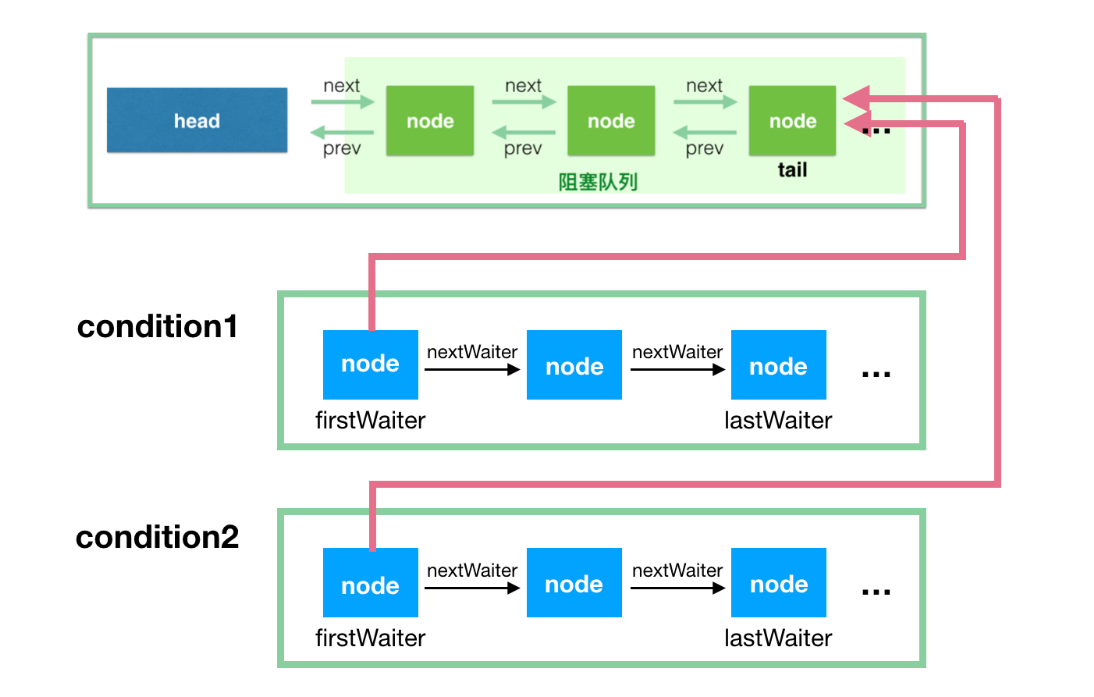 next next next
head node node node ...
prev prev prev
tail
阻塞队列
condition1
node nextWaiter node nextWaiter node ...
firstWaiter lastWaiter
condition2
node nextWaiter node nextWaiter node ...
firstWaiter lastWaiter